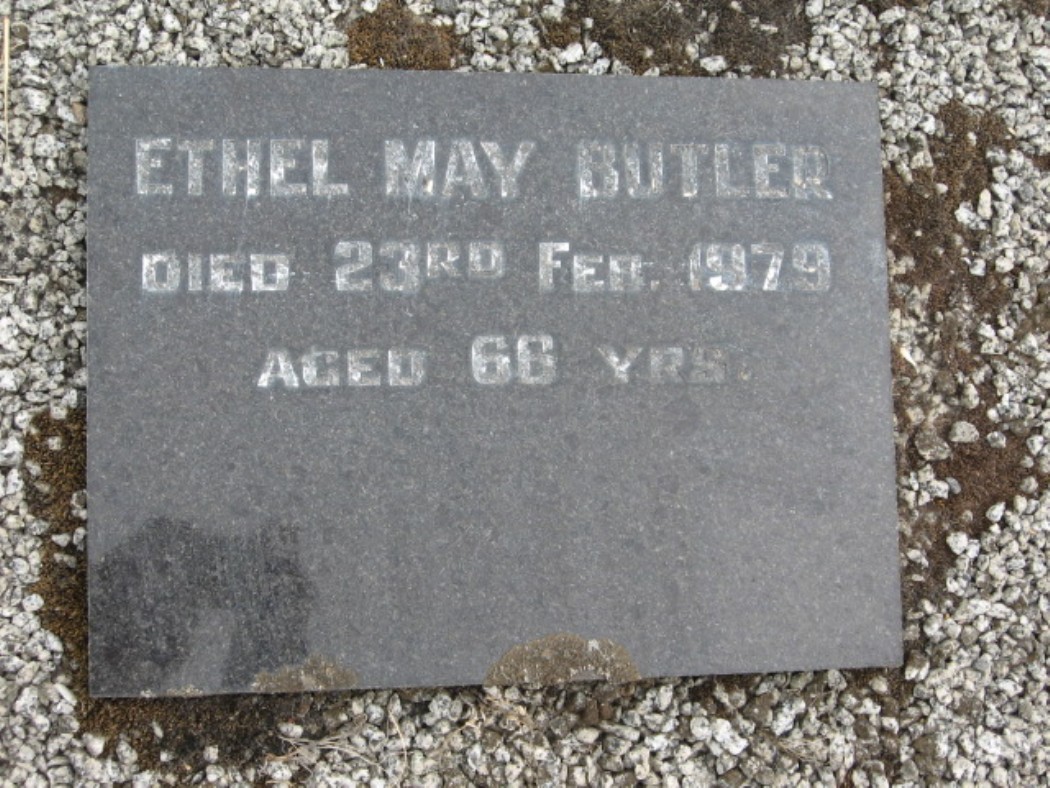 ETHEL MAY BUTLER
DIED 23RD FEB. 1979
AGED 66 YRS.